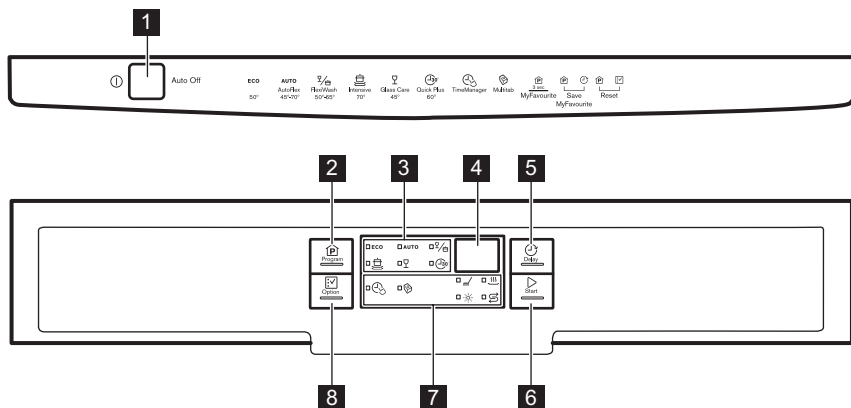 1
Auto Off
ECO AUTO
AutoFlex FlexWash Intensive Glass Care Quick Plus TimeManager Multitab MyFavourite Save MyFavourite Reset
3 sec.
50° 45°-70° 50°-65° 70° 45° 60°
2 3 4 5
P
Program
ECO AUTO
30'
Delay
Option
Start
8 7 6